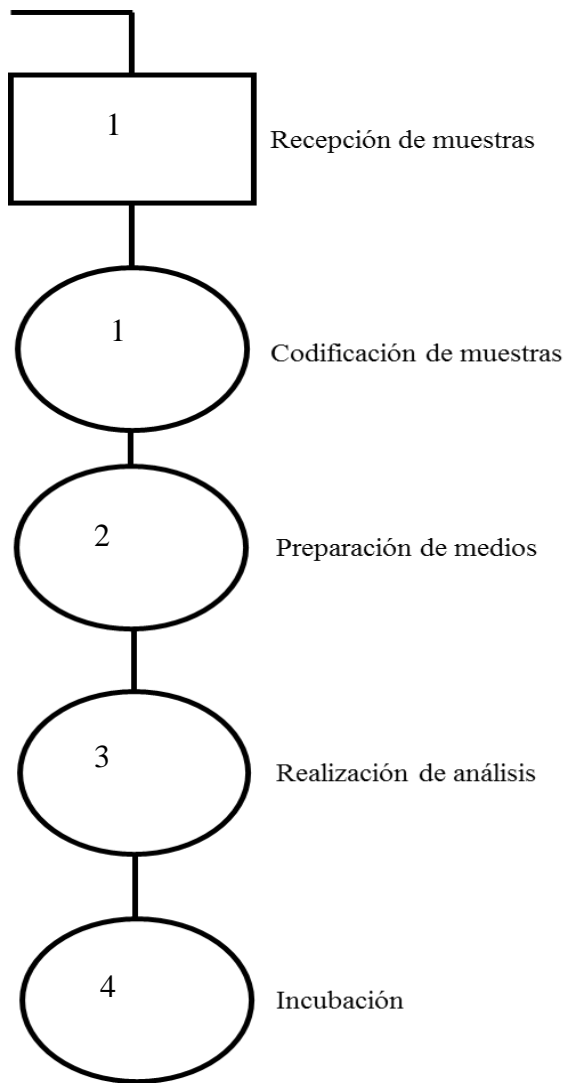 1
Recepción de muestras
1
Codificación de muestras
2
Preparación de medios
3
Realización de análisis
4
Incubación